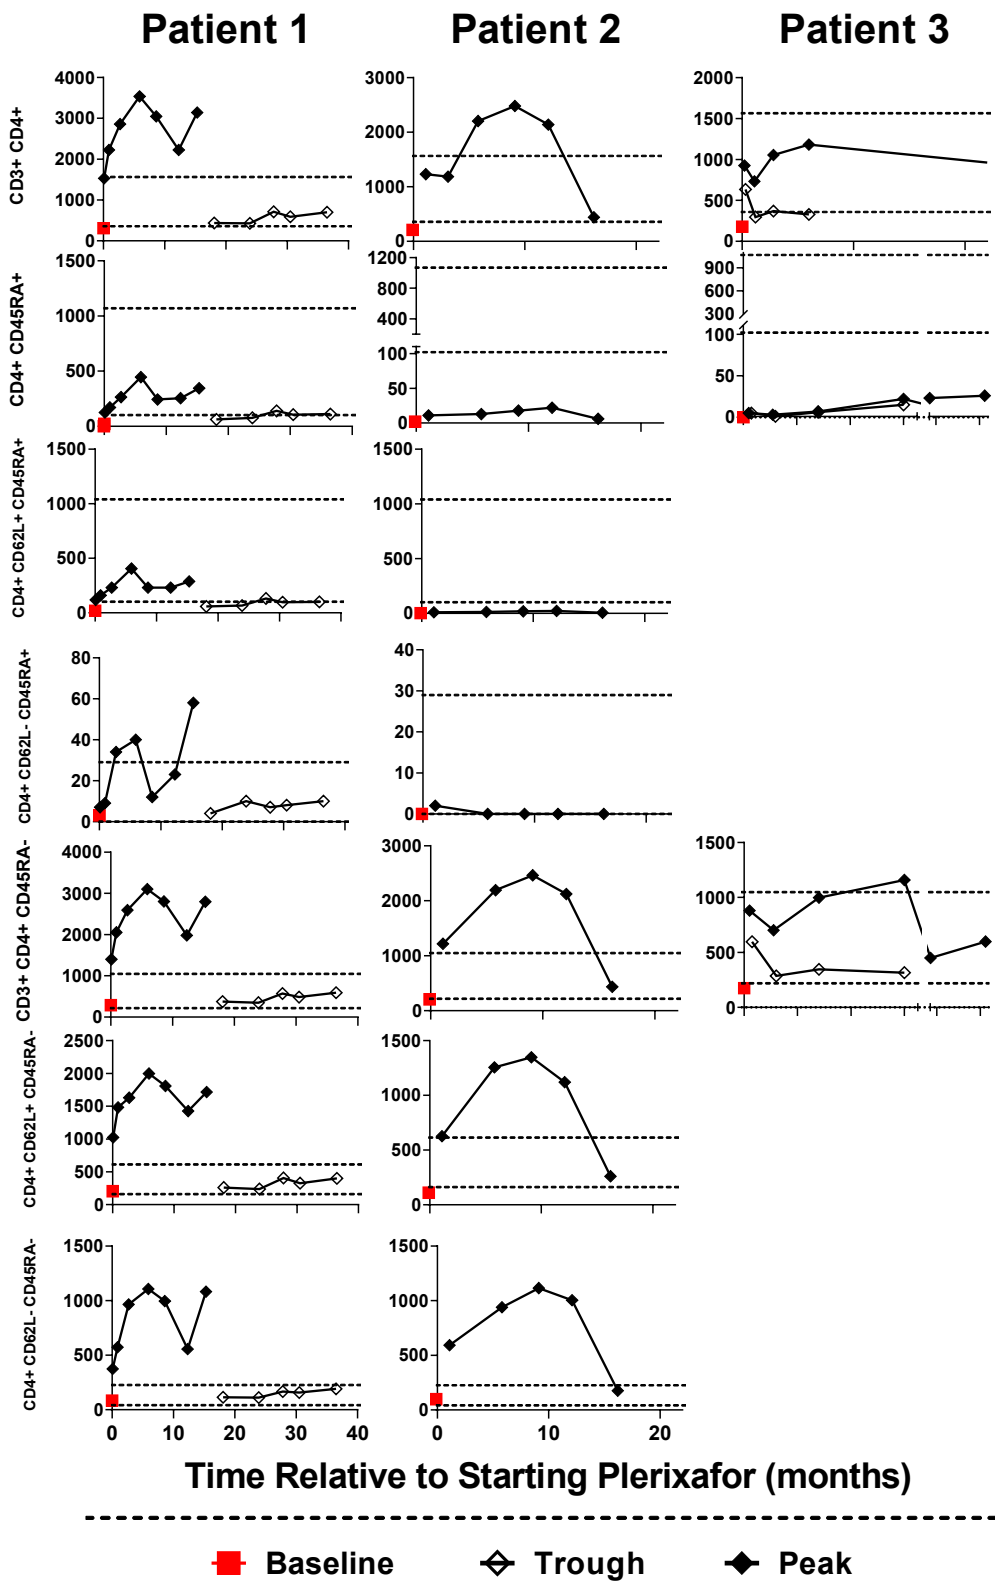 Patient 1 Patient 2 Patient 3
CD3+ CD4+
4000 3000 2000
3000 2000 1500
2000 1000 1000
1000 0 500
0 0
CD4+ CD45RA+
1500 1200 900
1000 800 600
500 400 300
0 100 100
50 50
0 0
CD4+ CD62L+ CD45RA+
1500 1500
1000 1000
500 500
0 0
CD4+ CD62L- CD45RA+
80 40
60 30
40 20
20 10
0 0
CD3+ CD4+ CD45RA-
4000 3000 1500
3000 2000 1000
2000 1000 500
1000 0 0
0
CD4+ CD62L+ CD45RA-
2500 1500
2000 1000
1500 500
1000 0
500
0
CD4+ CD62L- CD45RA-
1500 1500
1000 1000
500 500
0 0
0 10 20 30 40 0 10 20
Time Relative to Starting Plerixafor (months)
Baseline Trough Peak